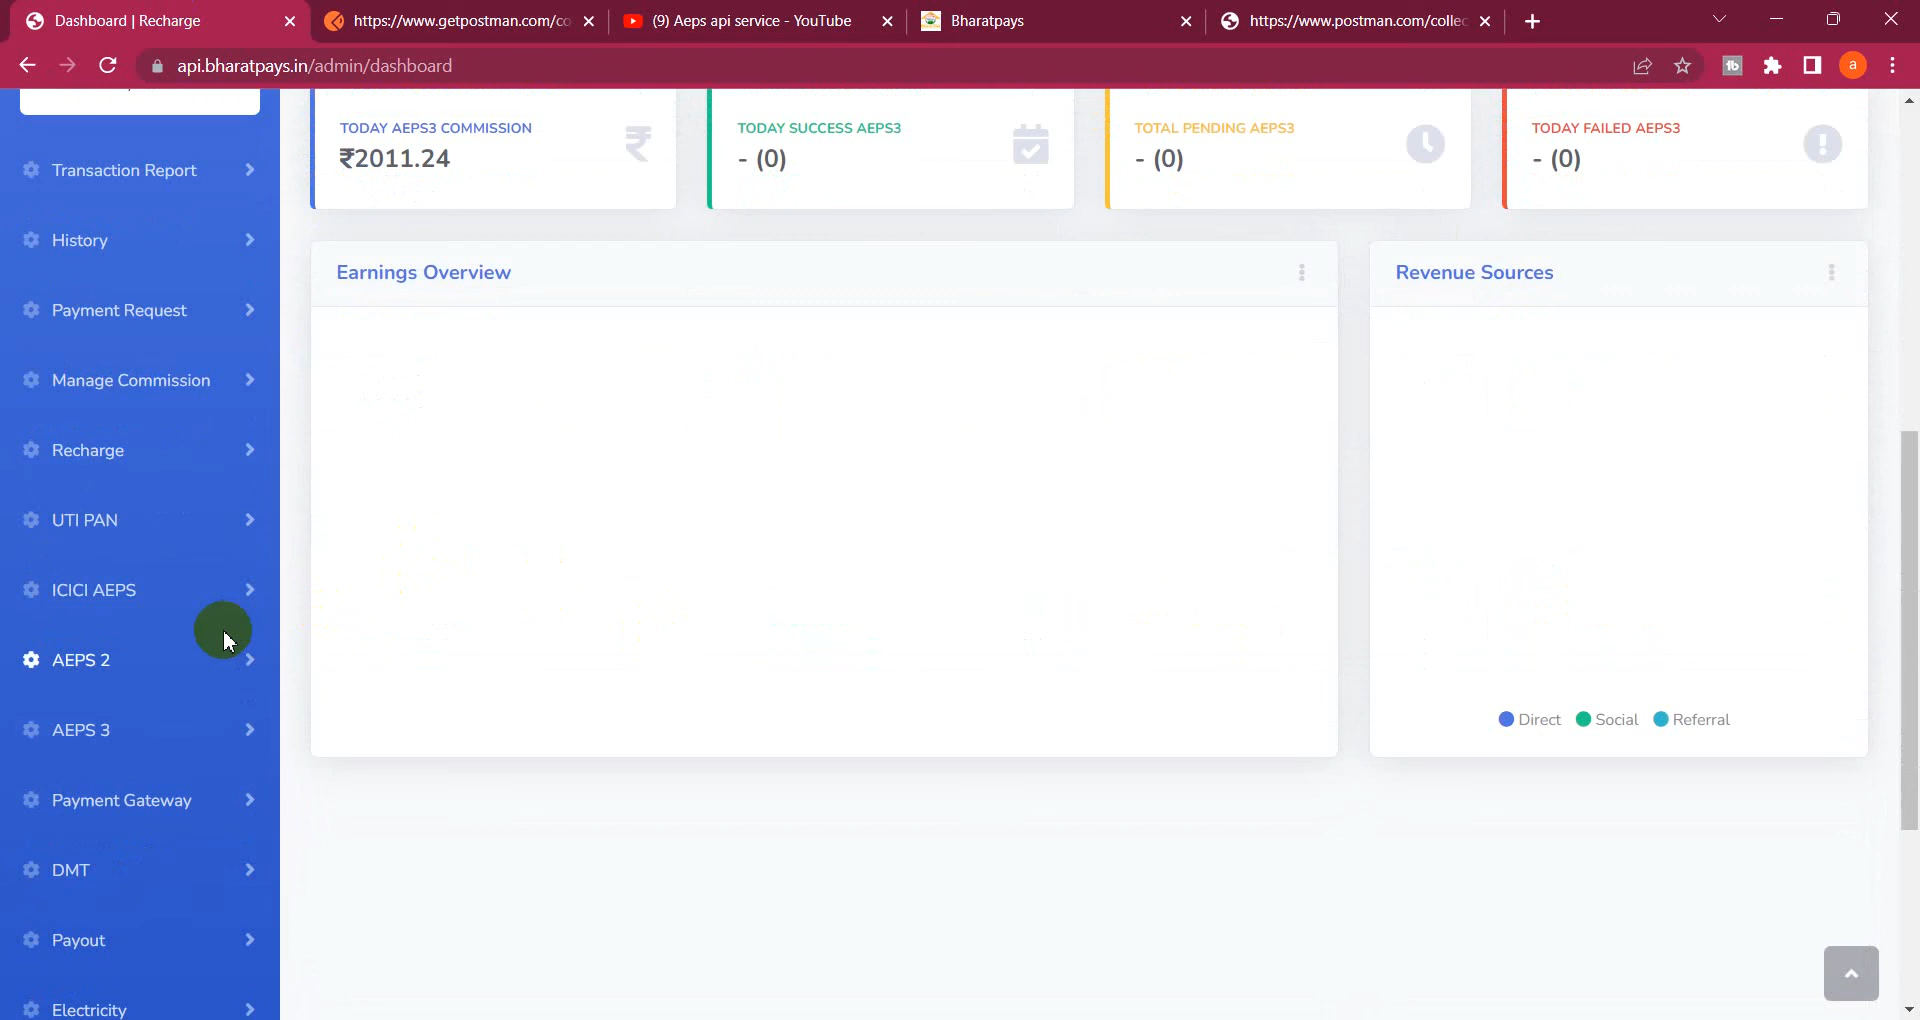 Dashboard | Recharge
https://www.getpostman.com/co
(9) Aeps api service - YouTube
Bharatpays
https://www.postman.com/collec
api.bharatpays.in/admin/dashboard
a
TODAY AEPS3 COMMISSION
₹2011.24
TODAY SUCCESS AEPS3
- (0)
TOTAL PENDING AEPS3
- (0)
TODAY FAILED AEPS3
- (0)
Transaction Report
History
Payment Request
Manage Commission
Recharge
UTI PAN
ICICI AEPS
AEPS 2
AEPS 3
Payment Gateway
DMT
Payout
Electricity
Earnings Overview
Revenue Sources
Direct Social Referral